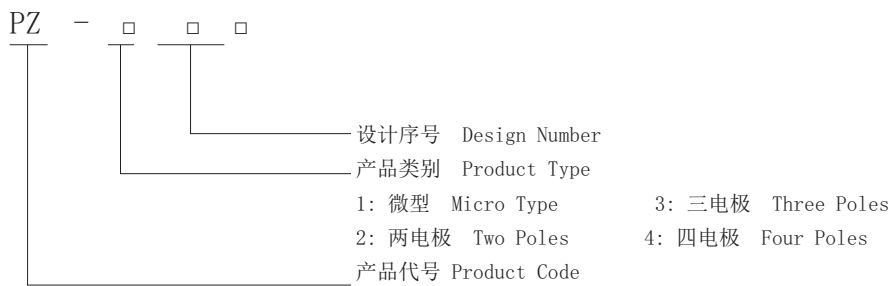 PZ - □ □ □
设计序号 Design Number
产品类别 Product Type
1: 微型 Micro Type 3: 三电极 Three Poles
2: 两电极 Two Poles 4: 四电极 Four Poles
产品代号 Product Code